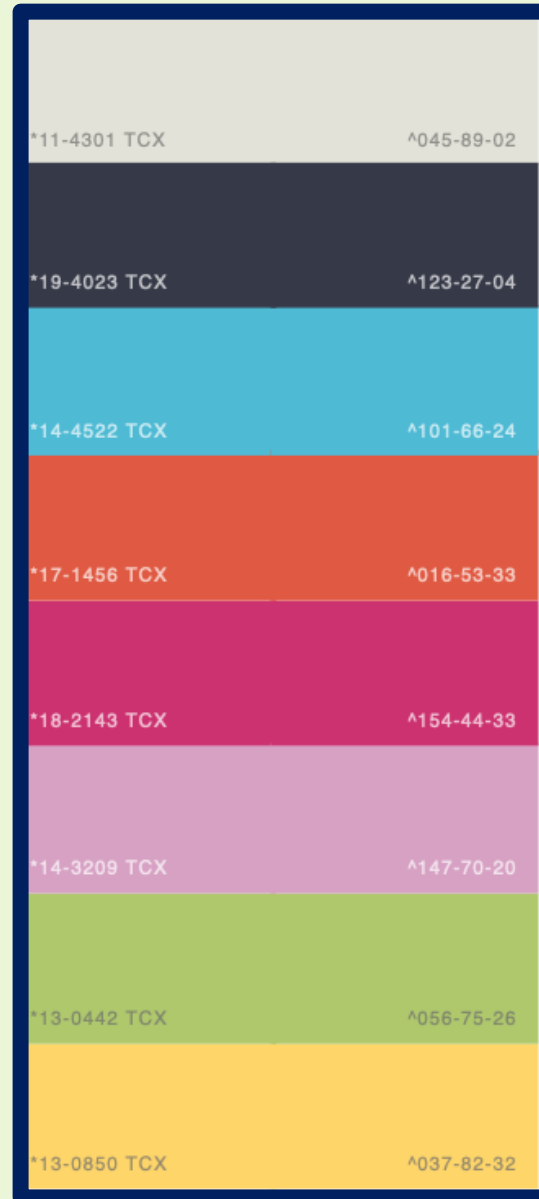 *11-4301 TCX ^045-89-02
*19-4023 TCX ^123-27-04
*14-4522 TCX ^101-66-24
*17-1456 TCX ^016-53-33
*18-2143 TCX ^154-44-33
*14-3209 TCX ^147-70-20
*13-0442 TCX ^056-75-26
*13-0850 TCX ^037-82-32